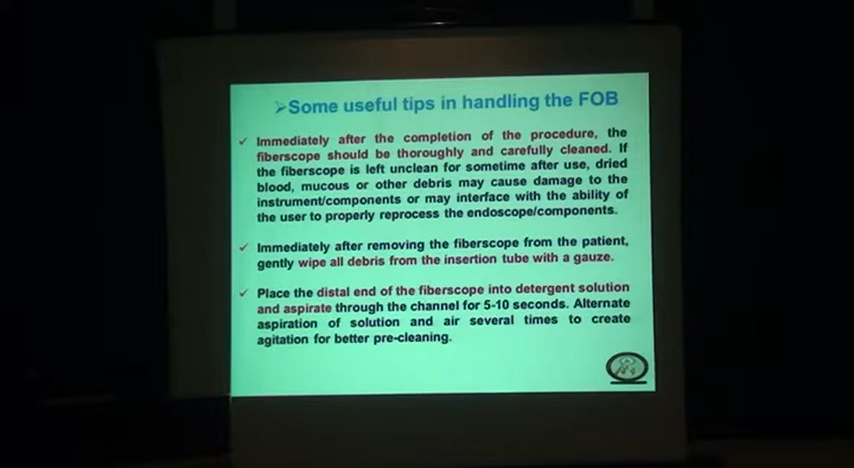 ➢Some useful tips in handling the FOB
✓ Immediately after the completion of the procedure, the
fiberscope should be thoroughly and carefully cleaned. If
the fiberscope is left unclean for sometime after use, dried
blood, mucous or other debris may cause damage to the
instrument/components or may interface with the ability of
the user to properly reprocess the endoscope/components.
✓ Immediately after removing the fiberscope from the patient,
gently wipe all debris from the insertion tube with a gauze.
✓ Place the distal end of the fiberscope into detergent solution
and aspirate through the channel for 5-10 seconds. Alternate
aspiration of solution and air several times to create
agitation for better pre-cleaning.